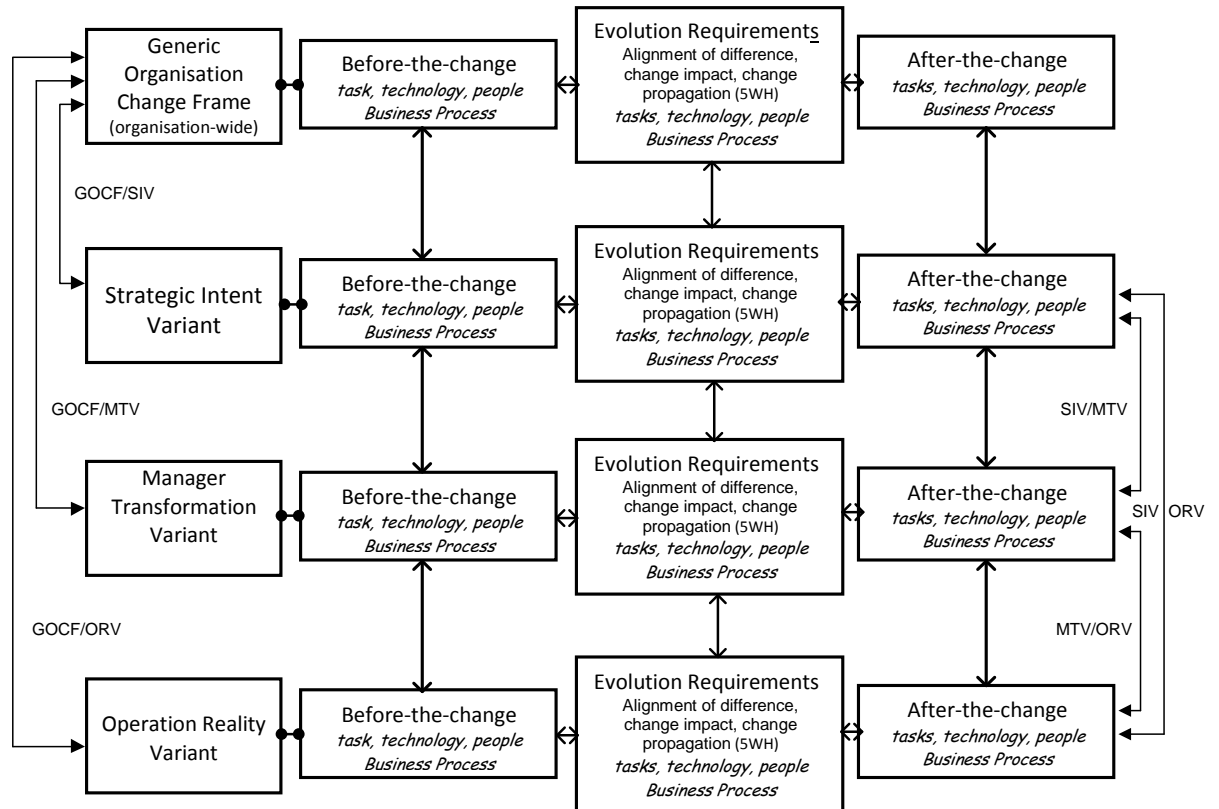 Generic
Organisation
Change Frame
(organisation-wide)
Before-the-change
task, technology, people
Business Process
Evolution Requirements
Alignment of difference,
change impact, change
propagation (5WH)
tasks, technology, people
Business Process
After-the-change
tasks, technology, people
Business Process
GOCF/SIV
Strategic Intent
Variant
Before-the-change
task, technology, people
Business Process
Evolution Requirements
Alignment of difference,
change impact, change
propagation (5WH)
tasks, technology, people
Business Process
After-the-change
tasks, technology, people
Business Process
GOCF/MTV
SIV/MTV
Manager
Transformation
Variant
Before-the-change
task, technology, people
Business Process
Evolution Requirements
Alignment of difference,
change impact, change
propagation (5WH)
tasks, technology, people
Business Process
After-the-change
tasks, technology, people
Business Process
SIV ORV
GOCF/ORV
MTV/ORV
Operation Reality
Variant
Before-the-change
task, technology, people
Business Process
Evolution Requirements
Alignment of difference,
change impact, change
propagation (5WH)
tasks, technology, people
Business Process
After-the-change
tasks, technology, people
Business Process